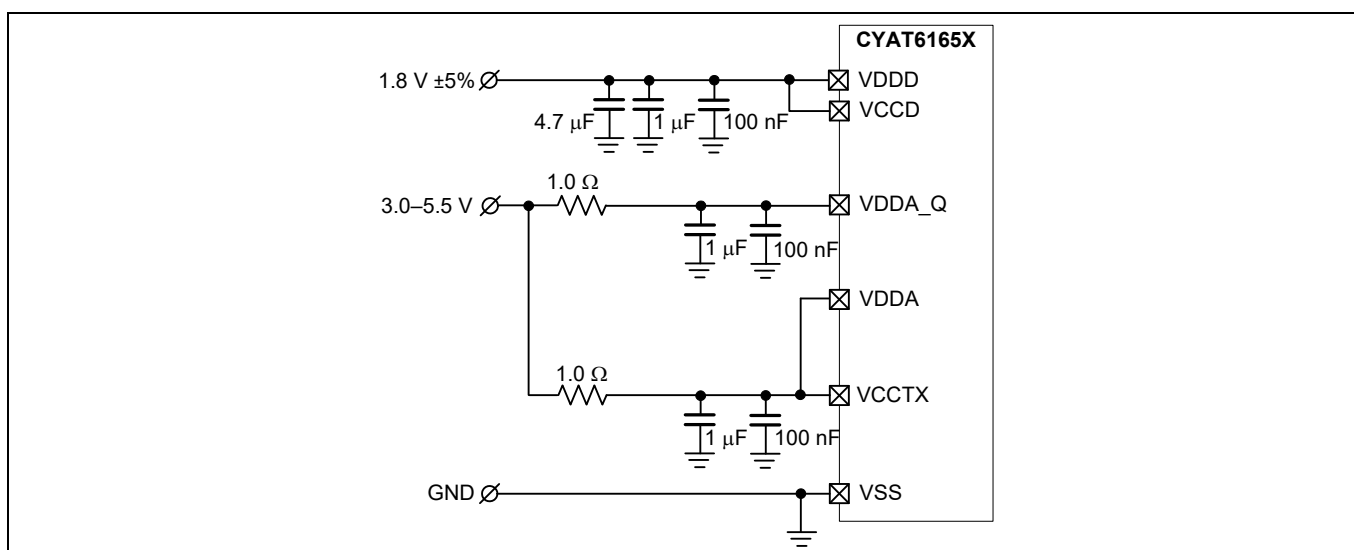 CYAT6165X
1.8 V ±5%
VDDD
VCCD
4.7 μF
1 μF
100 nF
1.0 Ω
3.0–5.5 V
VDDA_Q
1 μF
100 nF
VDDA
1.0 Ω
VCCTX
1 μF
100 nF
GND
VSS